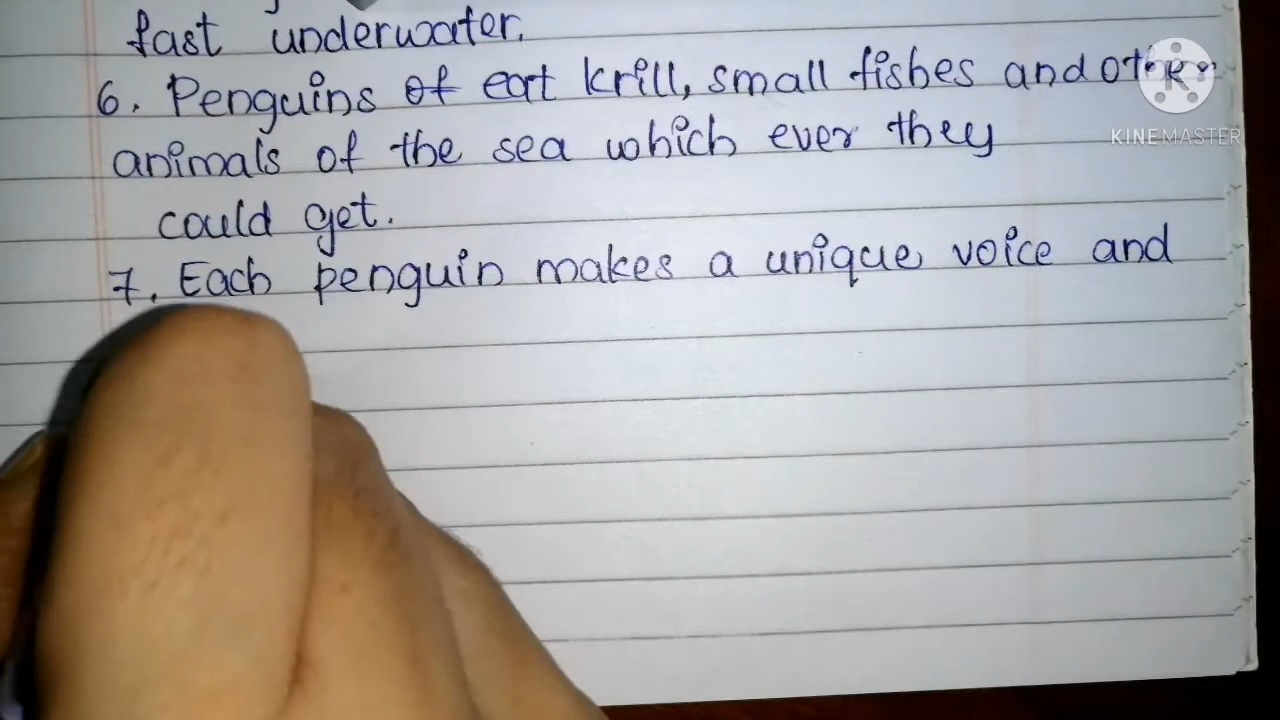 fast underwater.
6. Penguins of eat krill, small fishes and other
animals of the sea which ever they
could get.
7. Each penguin makes a unique voice and
KINEMASTER